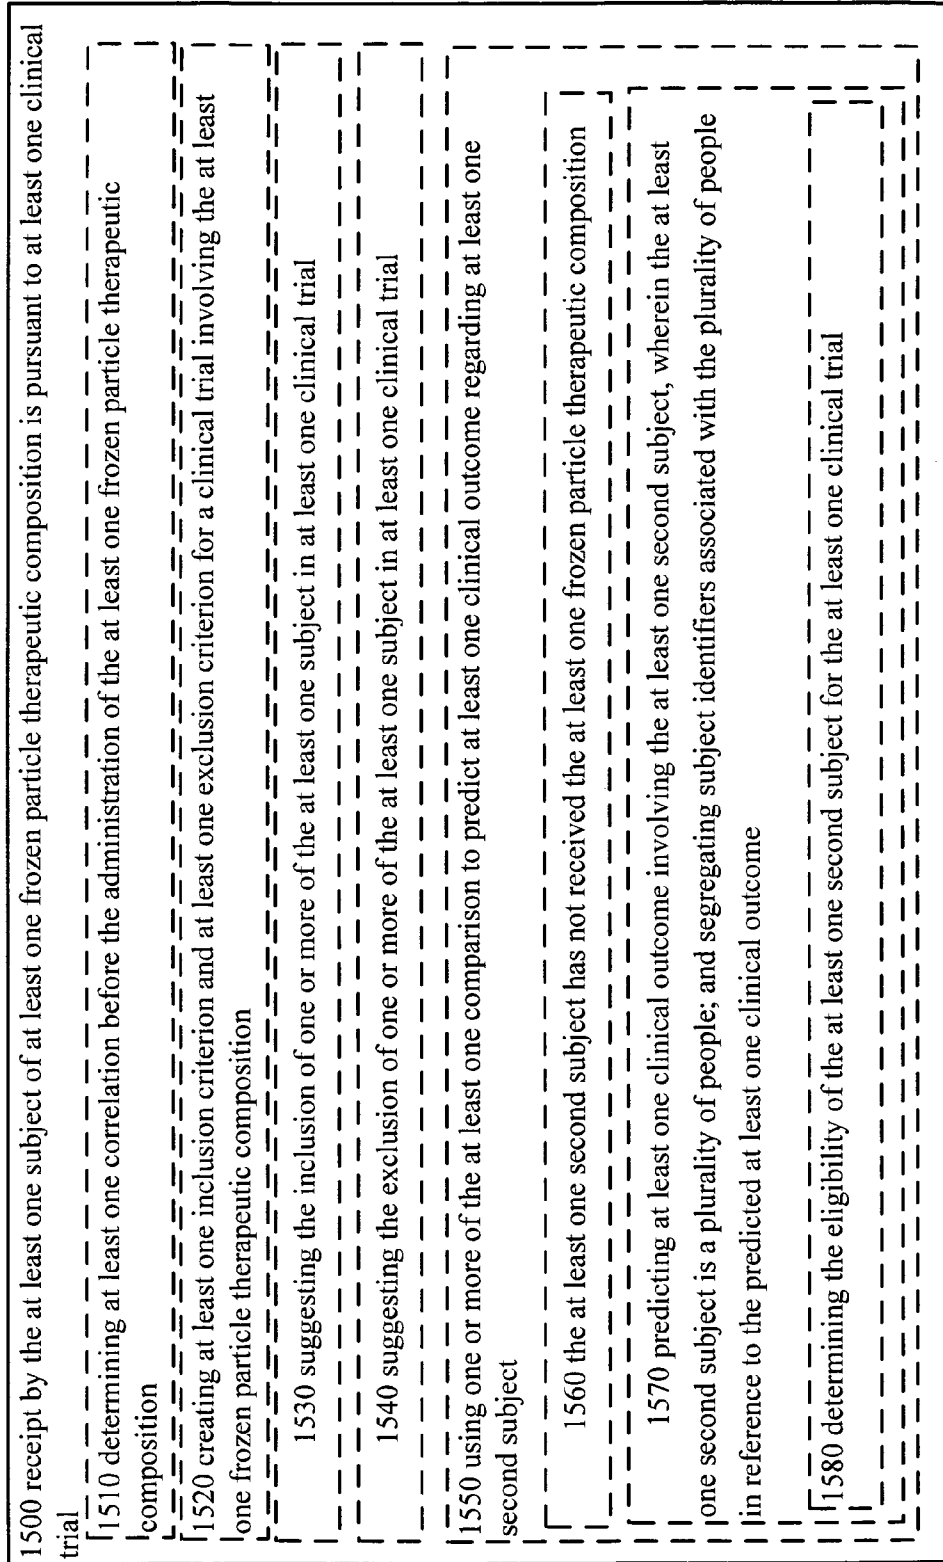 1500 receipt by the at least one subject of at least one frozen particle therapeutic composition is pursuant to at least one clinical
trial
1510 determining at least one correlation before the administration of the at least one frozen particle therapeutic
composition
1520 creating at least one inclusion criterion and at least one exclusion criterion for a clinical trial involving the at least
one frozen particle therapeutic composition
1530 suggesting the inclusion of one or more of the at least one subject in at least one clinical trial
1540 suggesting the exclusion of one or more of the at least one subject in at least one clinical trial
1550 using one or more of the at least one comparison to predict at least one clinical outcome regarding at least one
second subject
1560 the at least one second subject has not received the at least one frozen particle therapeutic composition
1570 predicting at least one clinical outcome involving the at least one second subject, wherein the at least
one second subject is a plurality of people; and segregating subject identifiers associated with the plurality of people
in reference to the predicted at least one clinical outcome
1580 determining the eligibility of the at least one second subject for the at least one clinical trial